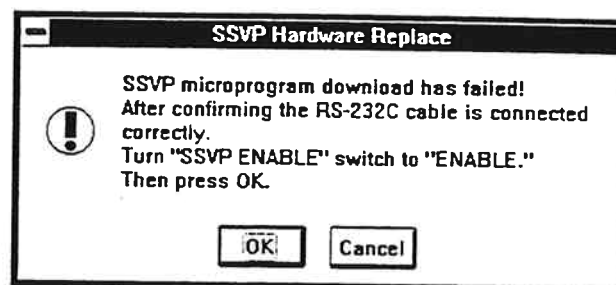 SSVP Hardware Replace
SSVP microprogram download has failed!
After confirming the RS-232C cable is connected
correctly.
Turn "SSVP ENABLE" switch to "ENABLE."
Then press OK.
OK Cancel